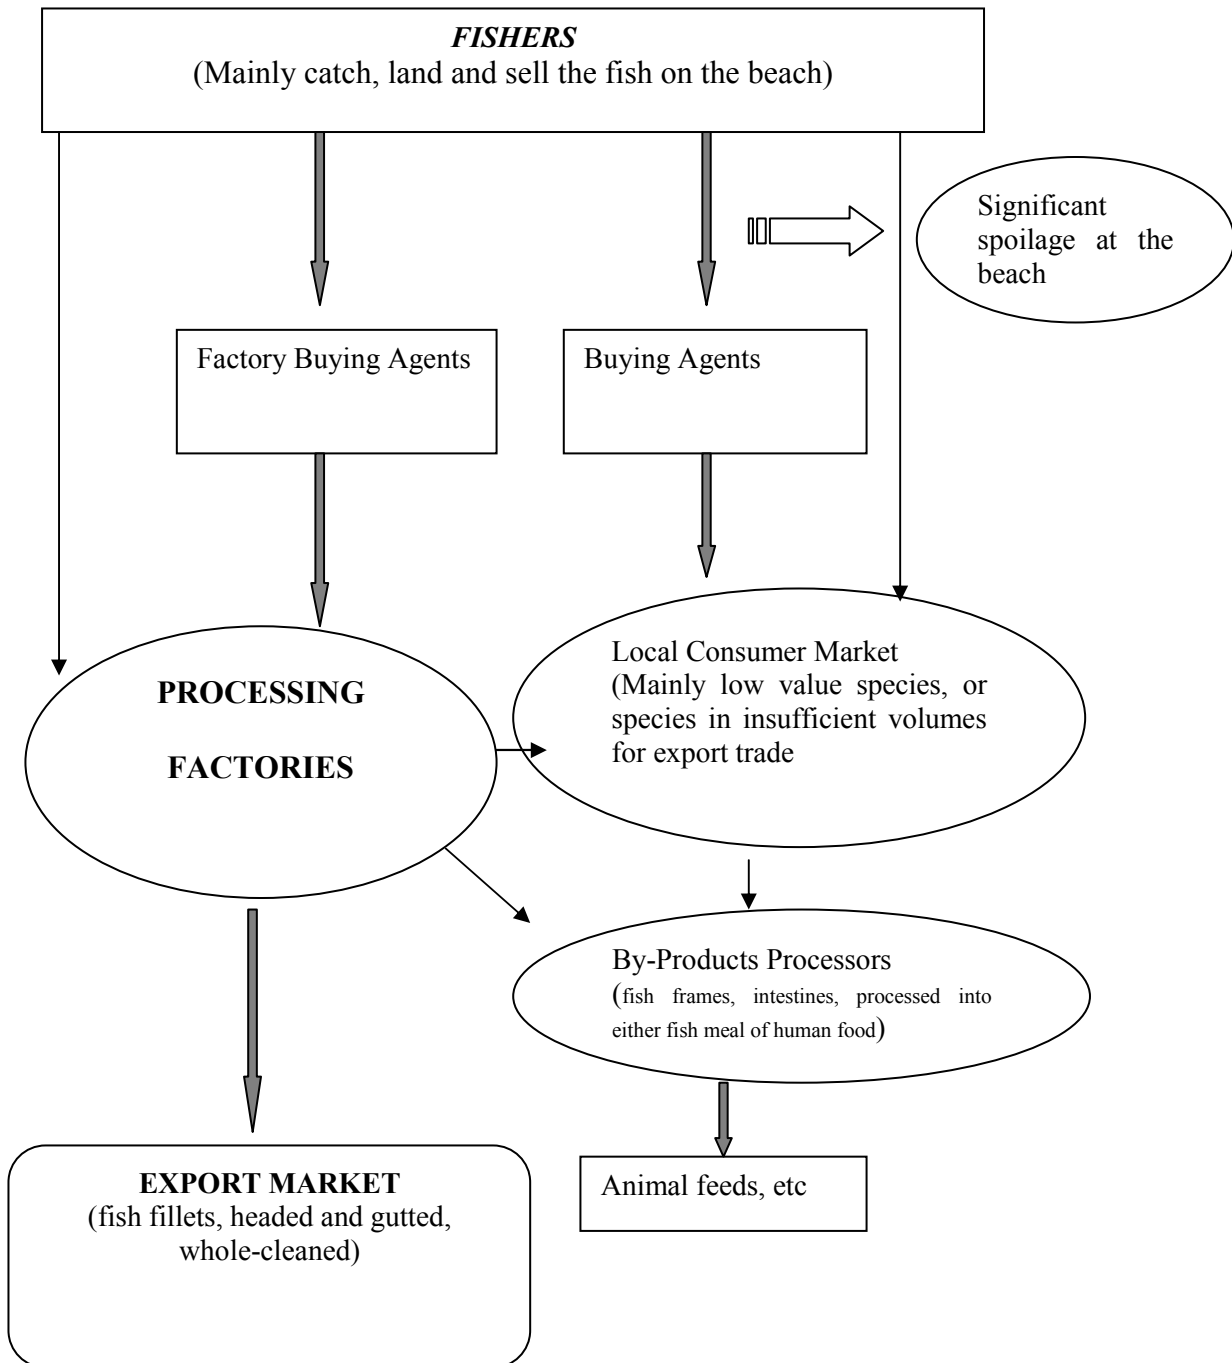 FISHERS
(Mainly catch, land and sell the fish on the beach)
Significant
spoilage at the
beach
Factory Buying Agents
Buying Agents
Local Consumer Market
(Mainly low value species, or
species in insufficient volumes
for export trade
PROCESSING
FACTORIES
By-Products Processors
(fish frames, intestines, processed into
either fish meal of human food)
EXPORT MARKET
(fish fillets, headed and gutted,
whole-cleaned)
Animal feeds, etc